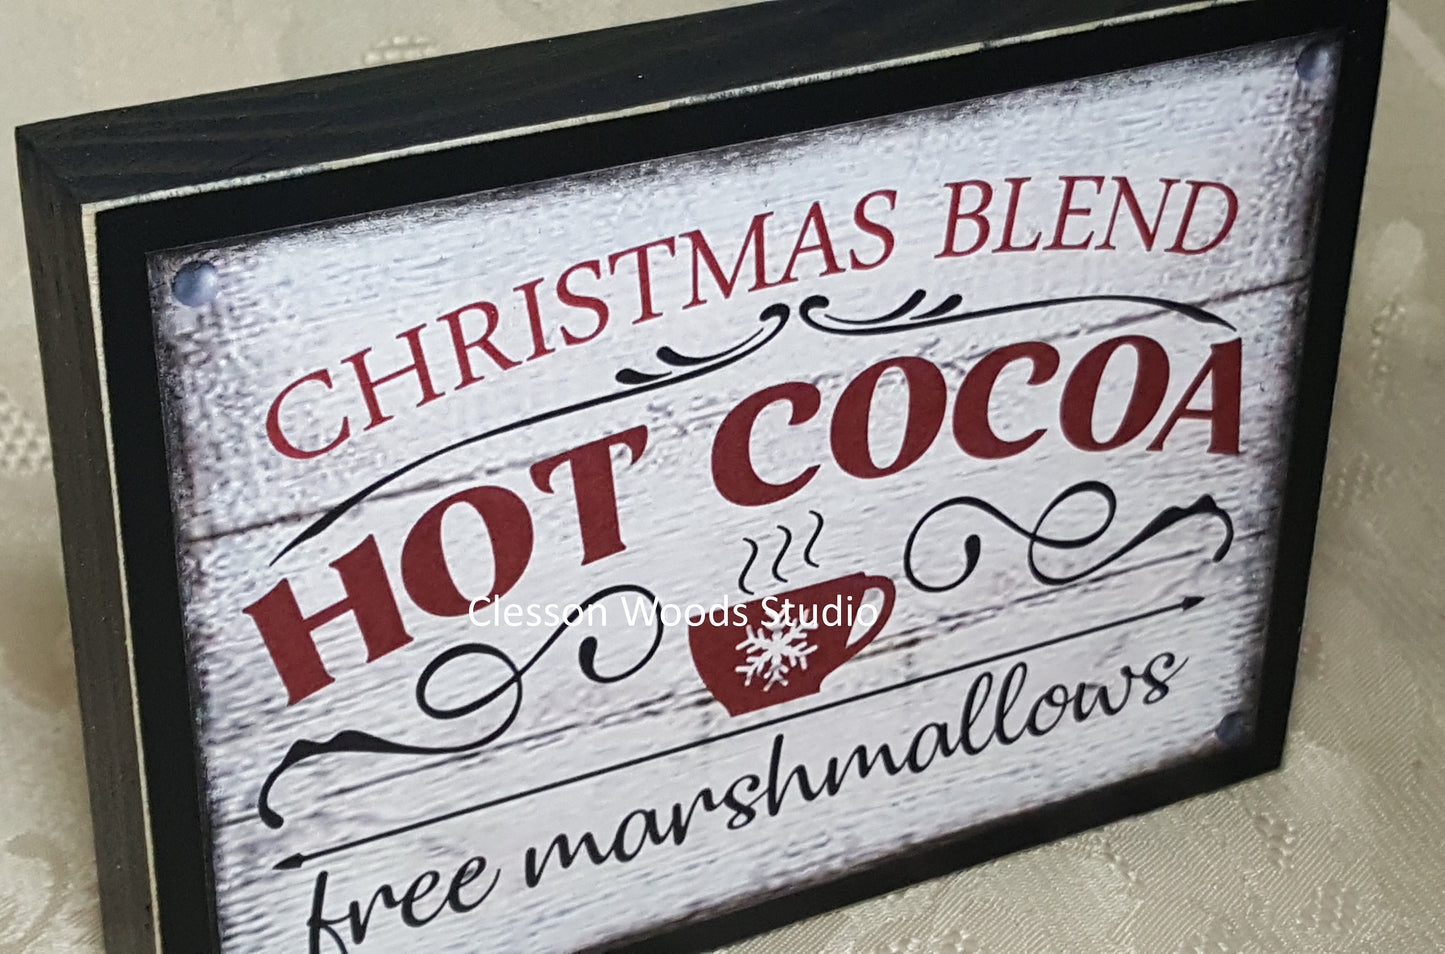 CHRISTMAS BLEND
HOT COCOA
Clesson Woods Studio
free marshmallows